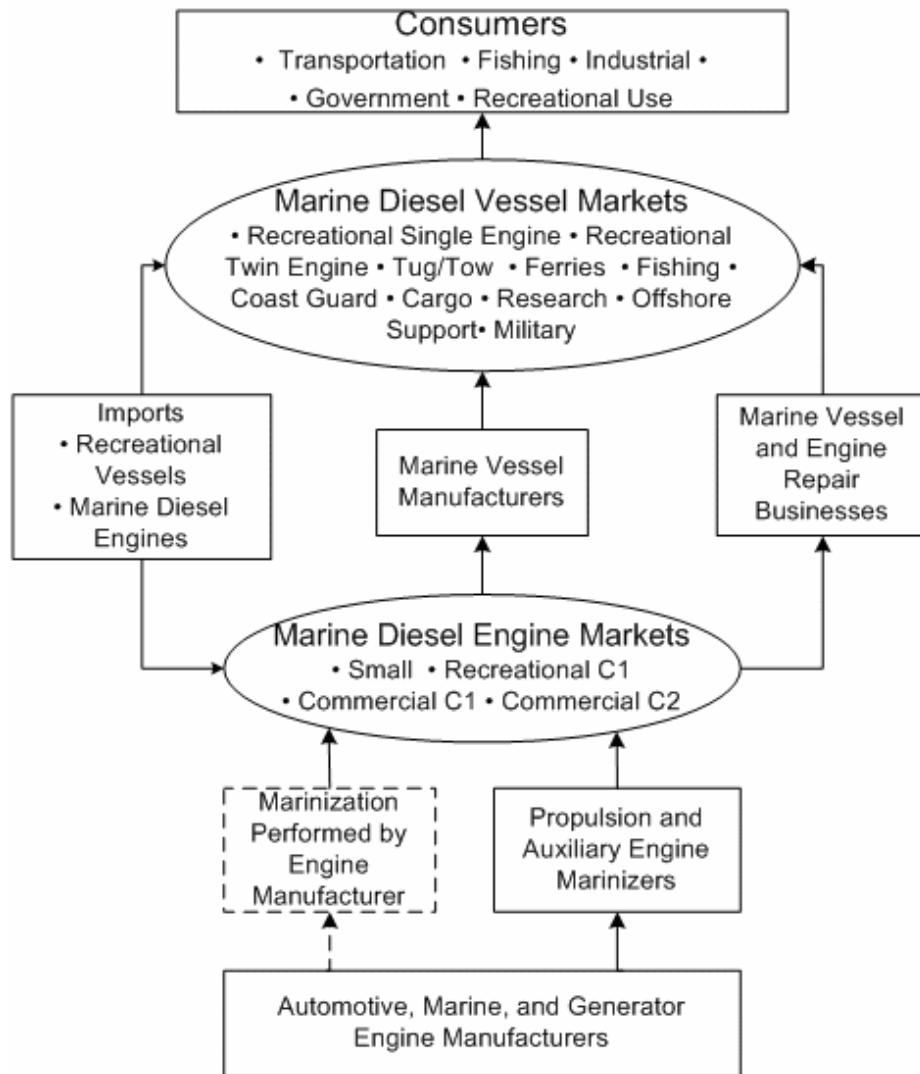 Consumers
• Transportation • Fishing • Industrial •
• Government • Recreational Use
Marine Diesel Vessel Markets
• Recreational Single Engine • Recreational
Twin Engine • Tug/Tow • Ferries • Fishing •
Coast Guard • Cargo • Research • Offshore
Support• Military
Imports
• Recreational
Vessels
• Marine Diesel
Engines
Marine Vessel
Manufacturers
Marine Vessel
and Engine
Repair
Businesses
Marine Diesel Engine Markets
• Small • Recreational C1
• Commercial C1 • Commercial C2
Marinization
Performed by
Engine
Manufacturer
Propulsion and
Auxiliary Engine
Marinizers
Automotive, Marine, and Generator
Engine Manufacturers